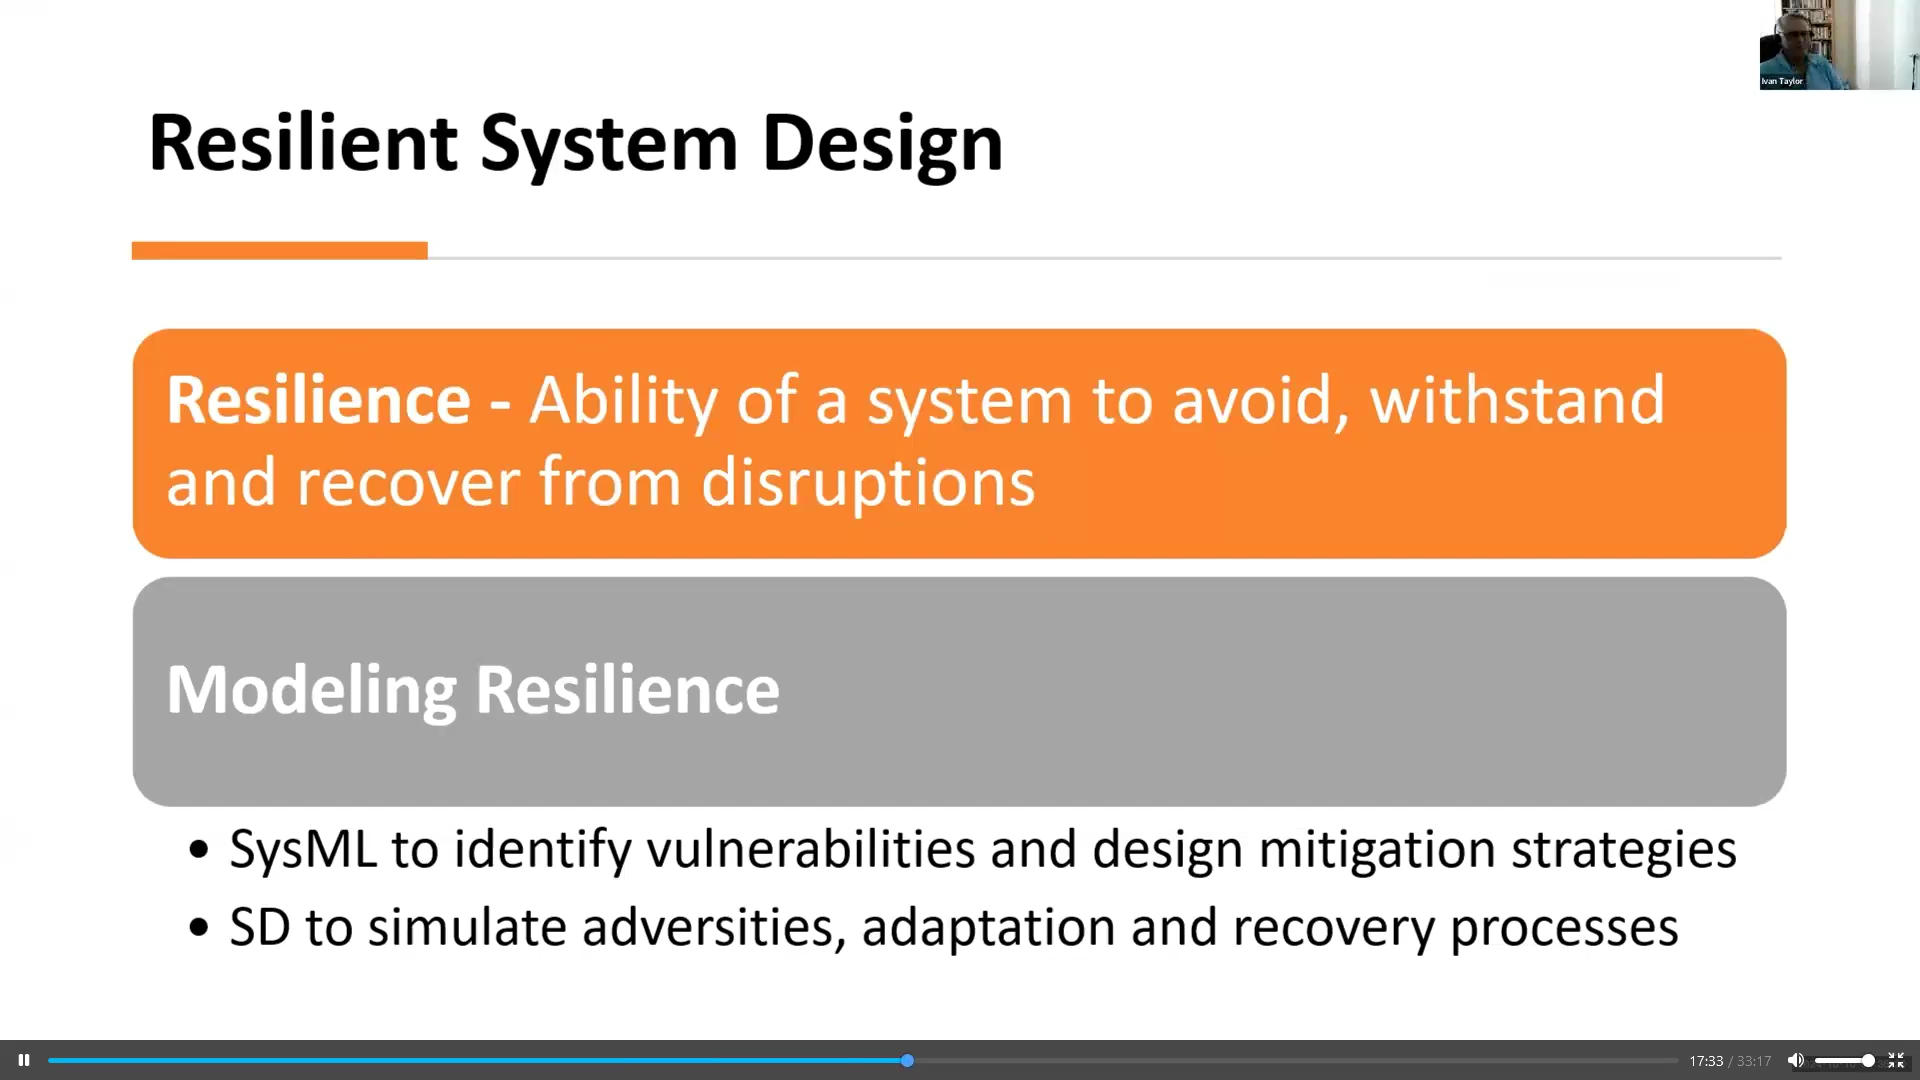 Ivan Taylor
Resilient System Design
Resilience - Ability of a system to avoid, withstand
and recover from disruptions
Modeling Resilience
• SysML to identify vulnerabilities and design mitigation strategies
• SD to simulate adversities, adaptation and recovery processes
17:33 / 33:17